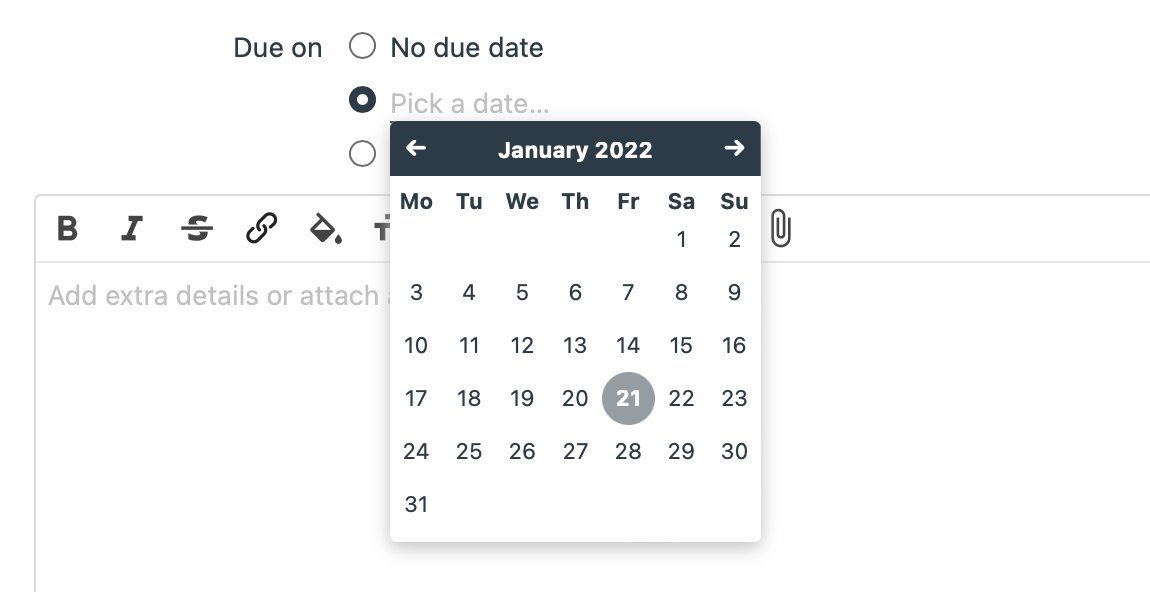 Due on No due date
Pick a date...
January 2022
Mo Tu We Th Fr Sa Su
1 2
3 4 5 6 7 8 9
10 11 12 13 14 15 16
17 18 19 20 21 22 23
24 25 26 27 28 29 30
31
B I S
Add extra details or attach